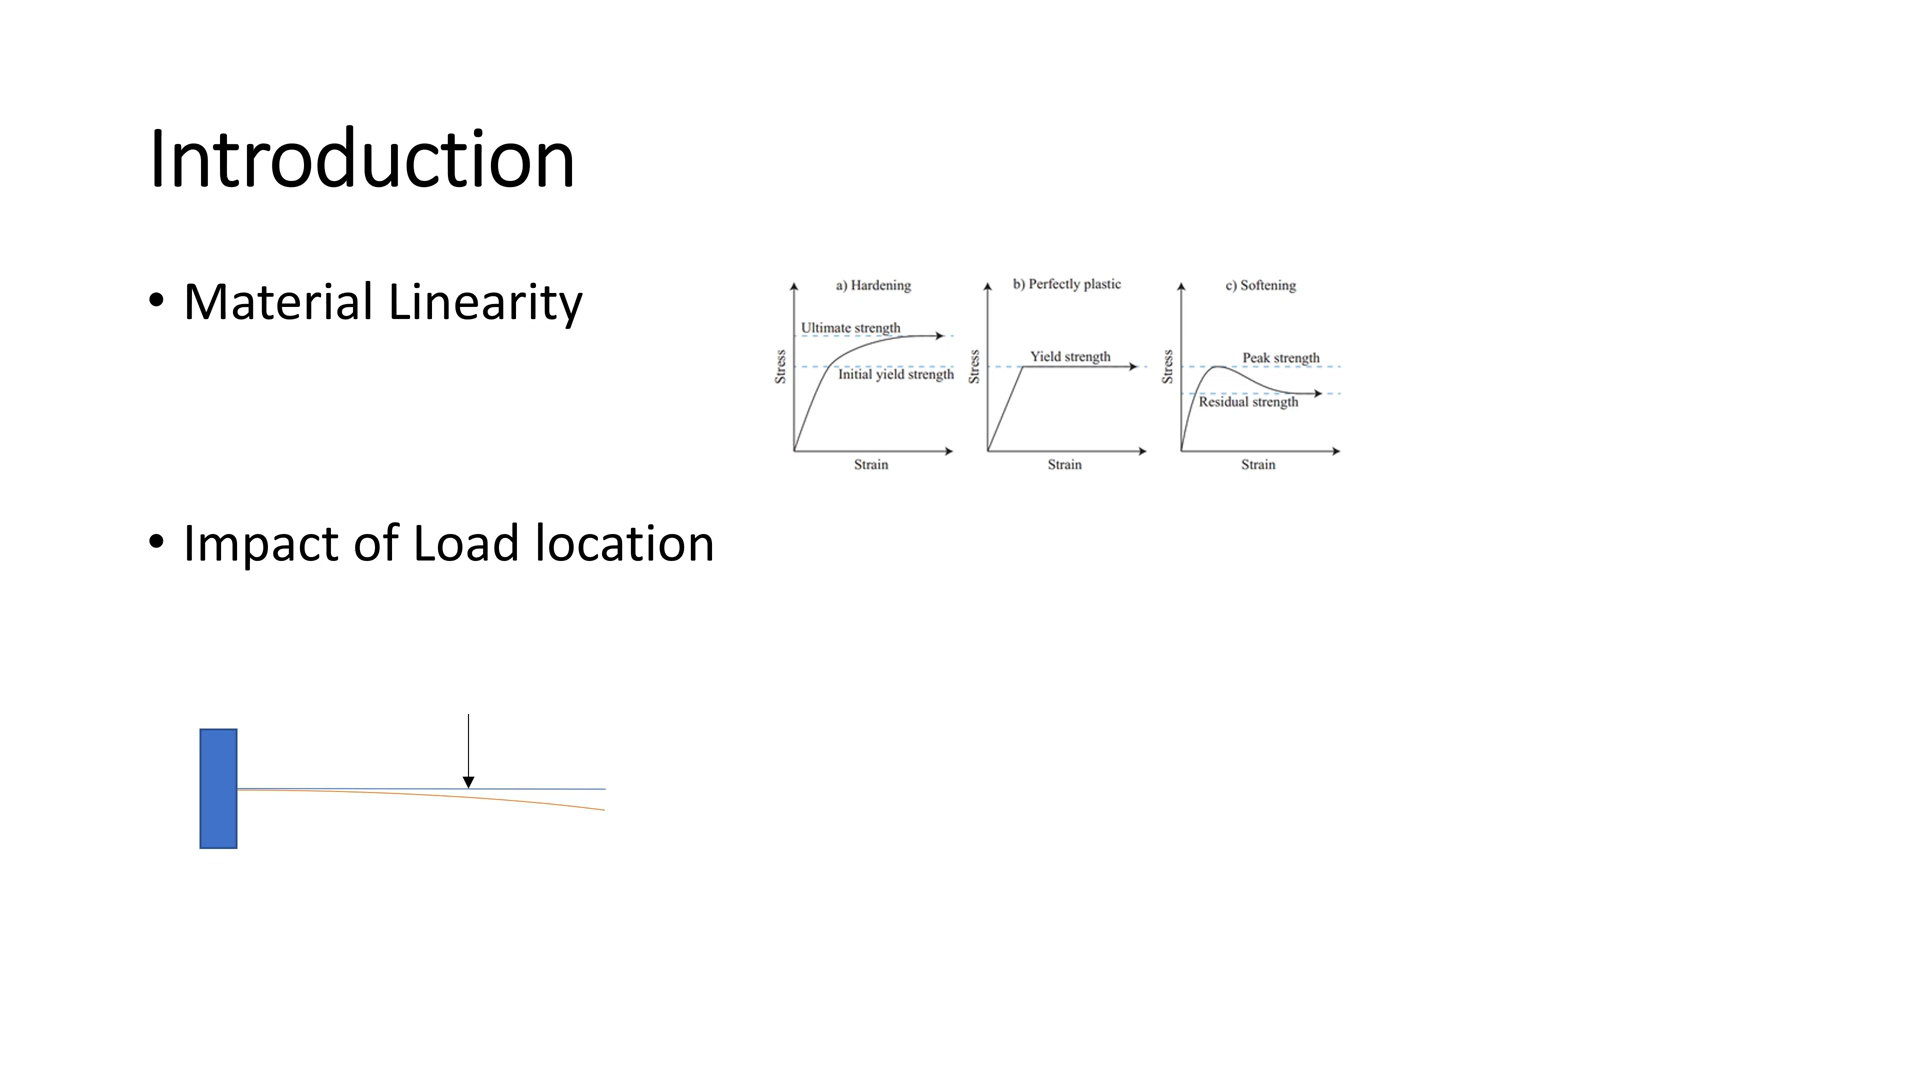 Introduction
• Material Linearity
a) Hardening
Ultimate strength
Initial yield strength
Stress
Strain
b) Perfectly plastic
Yield strength
Stress
Strain
c) Softening
Peak strength
Residual strength
Stress
Strain
• Impact of Load location